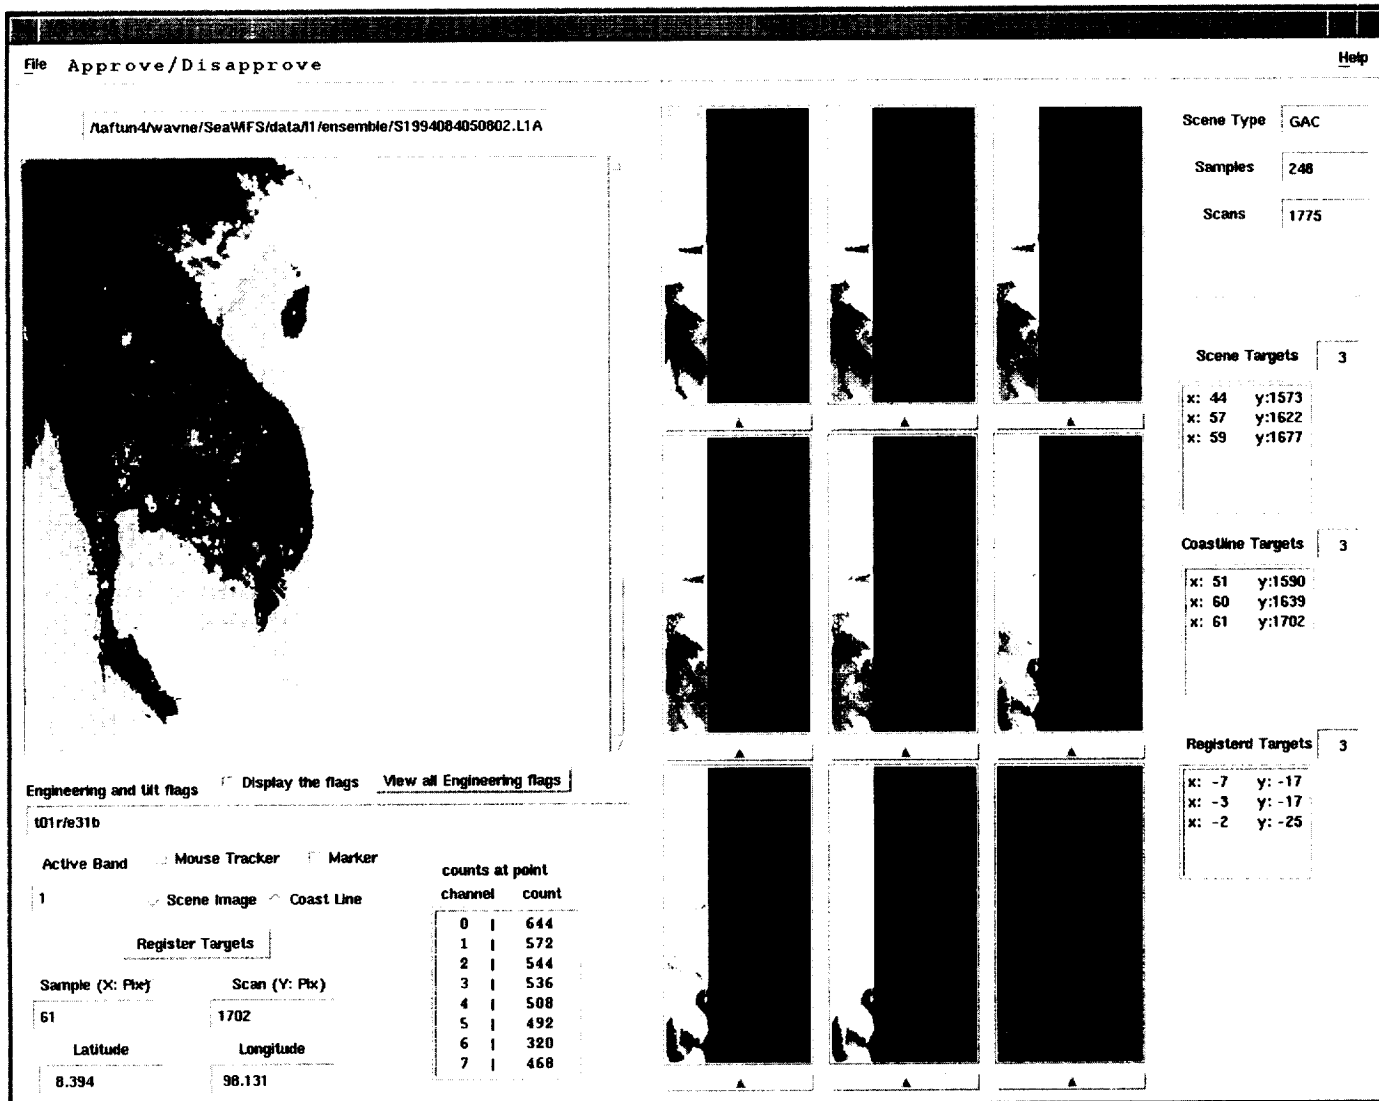 File Approve/Disapprove Help
/taftun4/wavne/SeaWiFS/data/l1/ensemble/S1994084050802.L1A
Scene Type GAC
Samples 248
Scans 1775
Scene Targets 3
x: 44 y:1573
x: 57 y:1622
x: 59 y:1677
Coastline Targets 3
x: 51 y:1590
x: 60 y:1639
x: 61 y:1702
Registerd Targets 3
x: -7 y: -17
x: -3 y: -17
x: -2 y: -25
Engineering and tilt flags Display the flags View all Engineering flags
t01r/e31b
Active Band Mouse Tracker Marker
1 Scene Image Coast Line
Register Targets
Sample (X: Pix) Scan (Y: Pix)
61 1702
Latitude Longitude
8.394 98.131
counts at point
channel count
0 | 644
1 | 572
2 | 544
3 | 536
4 | 508
5 | 492
6 | 320
7 | 468